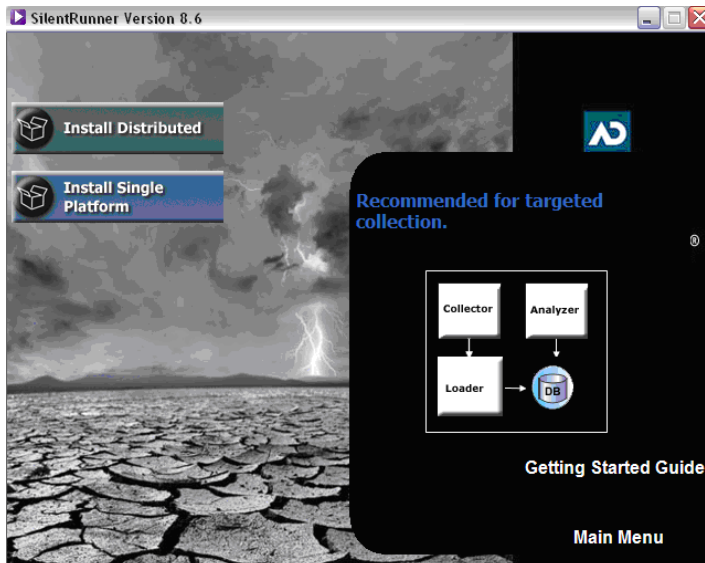 SilentRunner Version 8.6
Install Distributed
Install Single
Platform
Recommended for targeted
collection.
®
Collector
Analyzer
Loader
DB
Getting Started Guide
Main Menu